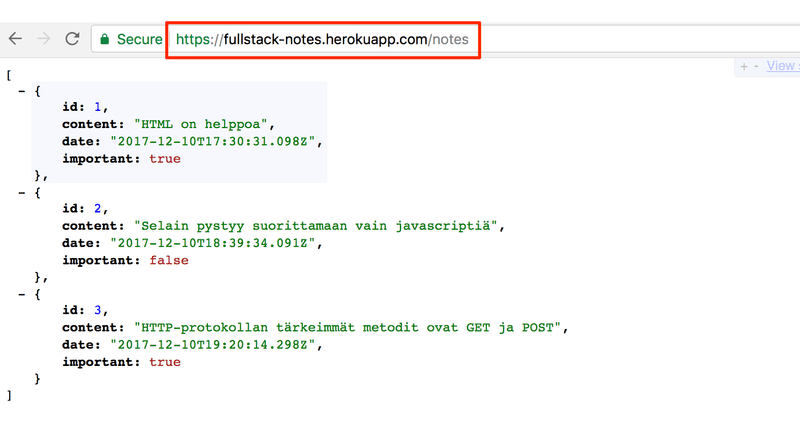 Secure https://fullstack-notes.herokuapp.com/notes
+ - View
[
- {
id: 1,
content: "HTML on helppoa",
date: "2017-12-10T17:30:31.098Z",
important: true
},
- {
id: 2,
content: "Selain pystyy suorittamaan vain javascriptiä",
date: "2017-12-10T18:39:34.091Z",
important: false
},
- {
id: 3,
content: "HTTP-protokollan tärkeimmät metodit ovat GET ja POST",
date: "2017-12-10T19:20:14.298Z",
important: true
}
]